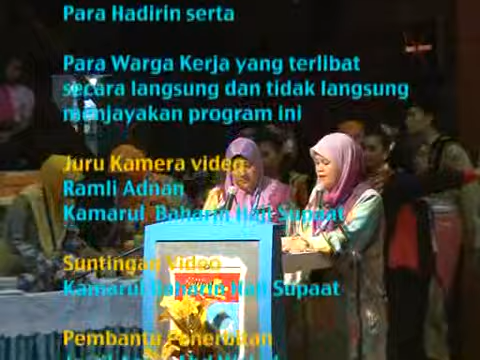 Para Hadirin serta
Para Warga Kerja yang terlibat
secara langsung dan tidak langsung
menjayakan program ini
Juru Kamera video
Ramli Adnan
Kamarul Baharin Haji Supaat
Suntingan Video
Kamarul Baharin Haji Supaat
Pembantu Penerbitan